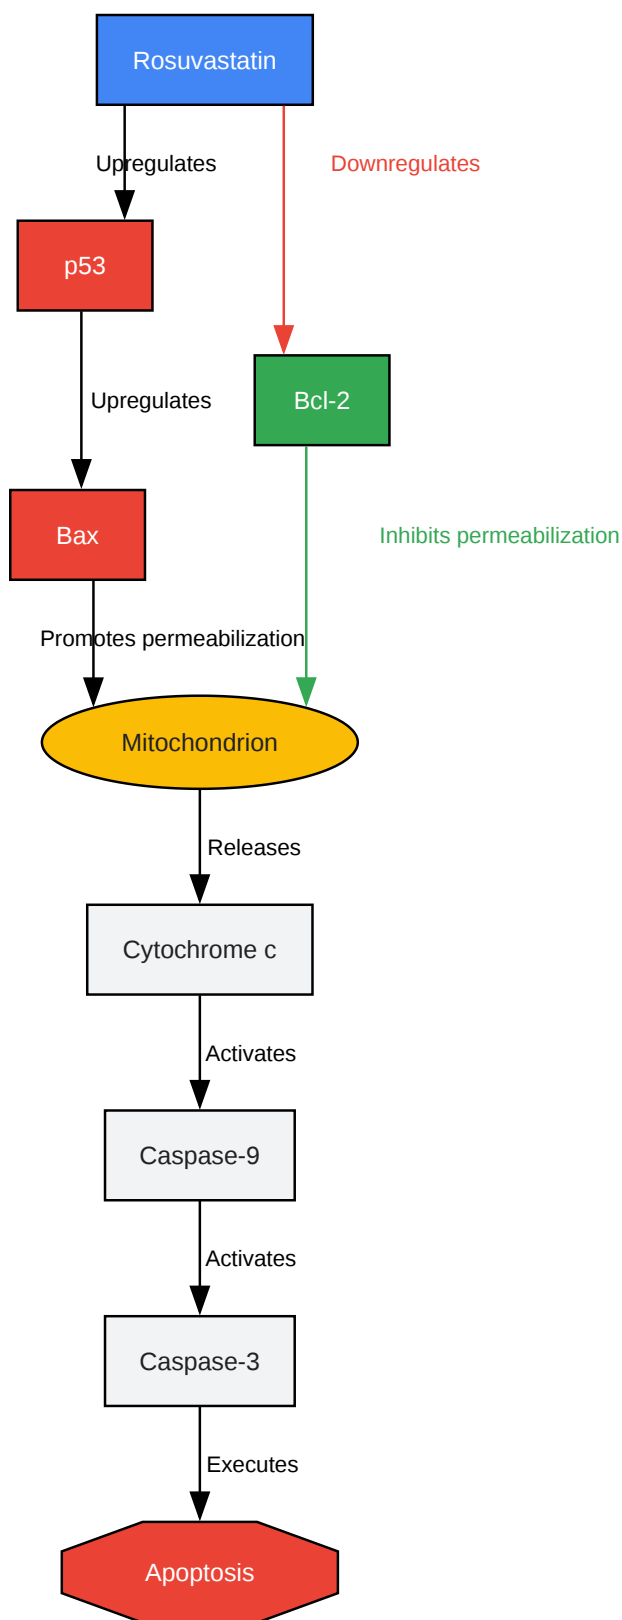 Rosuvastatin
Upregulates
Downregulates
p53
Upregulates
Bcl-2
Bax
Inhibits permeabilization
Promotes permeabilization
Mitochondrion
Releases
Cytochrome c
Activates
Caspase-9
Activates
Caspase-3
Executes
Apoptosis